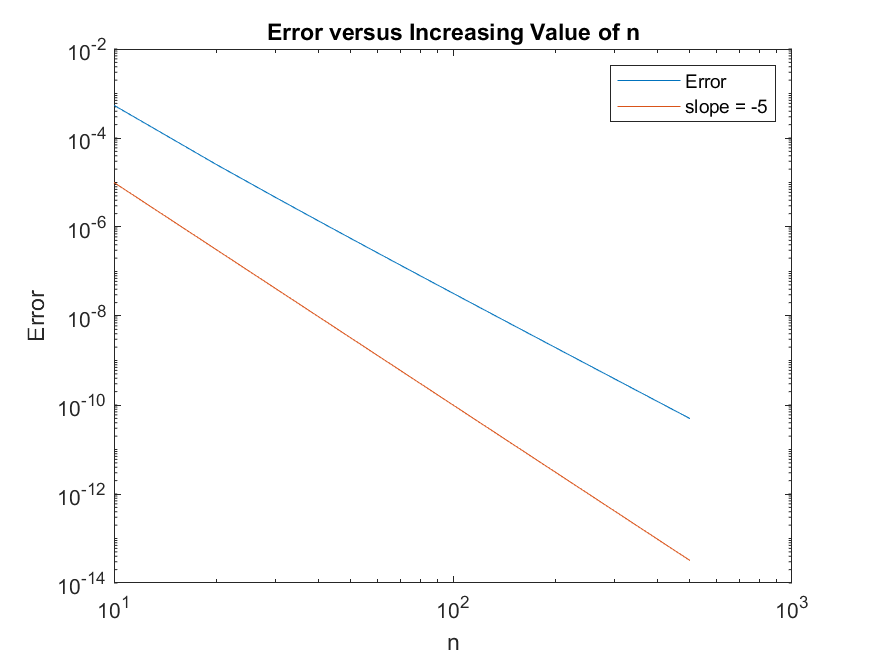 Error versus Increasing Value of n
Error
slope = -5
10^-2
10^-4
10^-6
10^-8
10^-10
10^-12
10^-14
Error
10^1
10^2
10^3
n